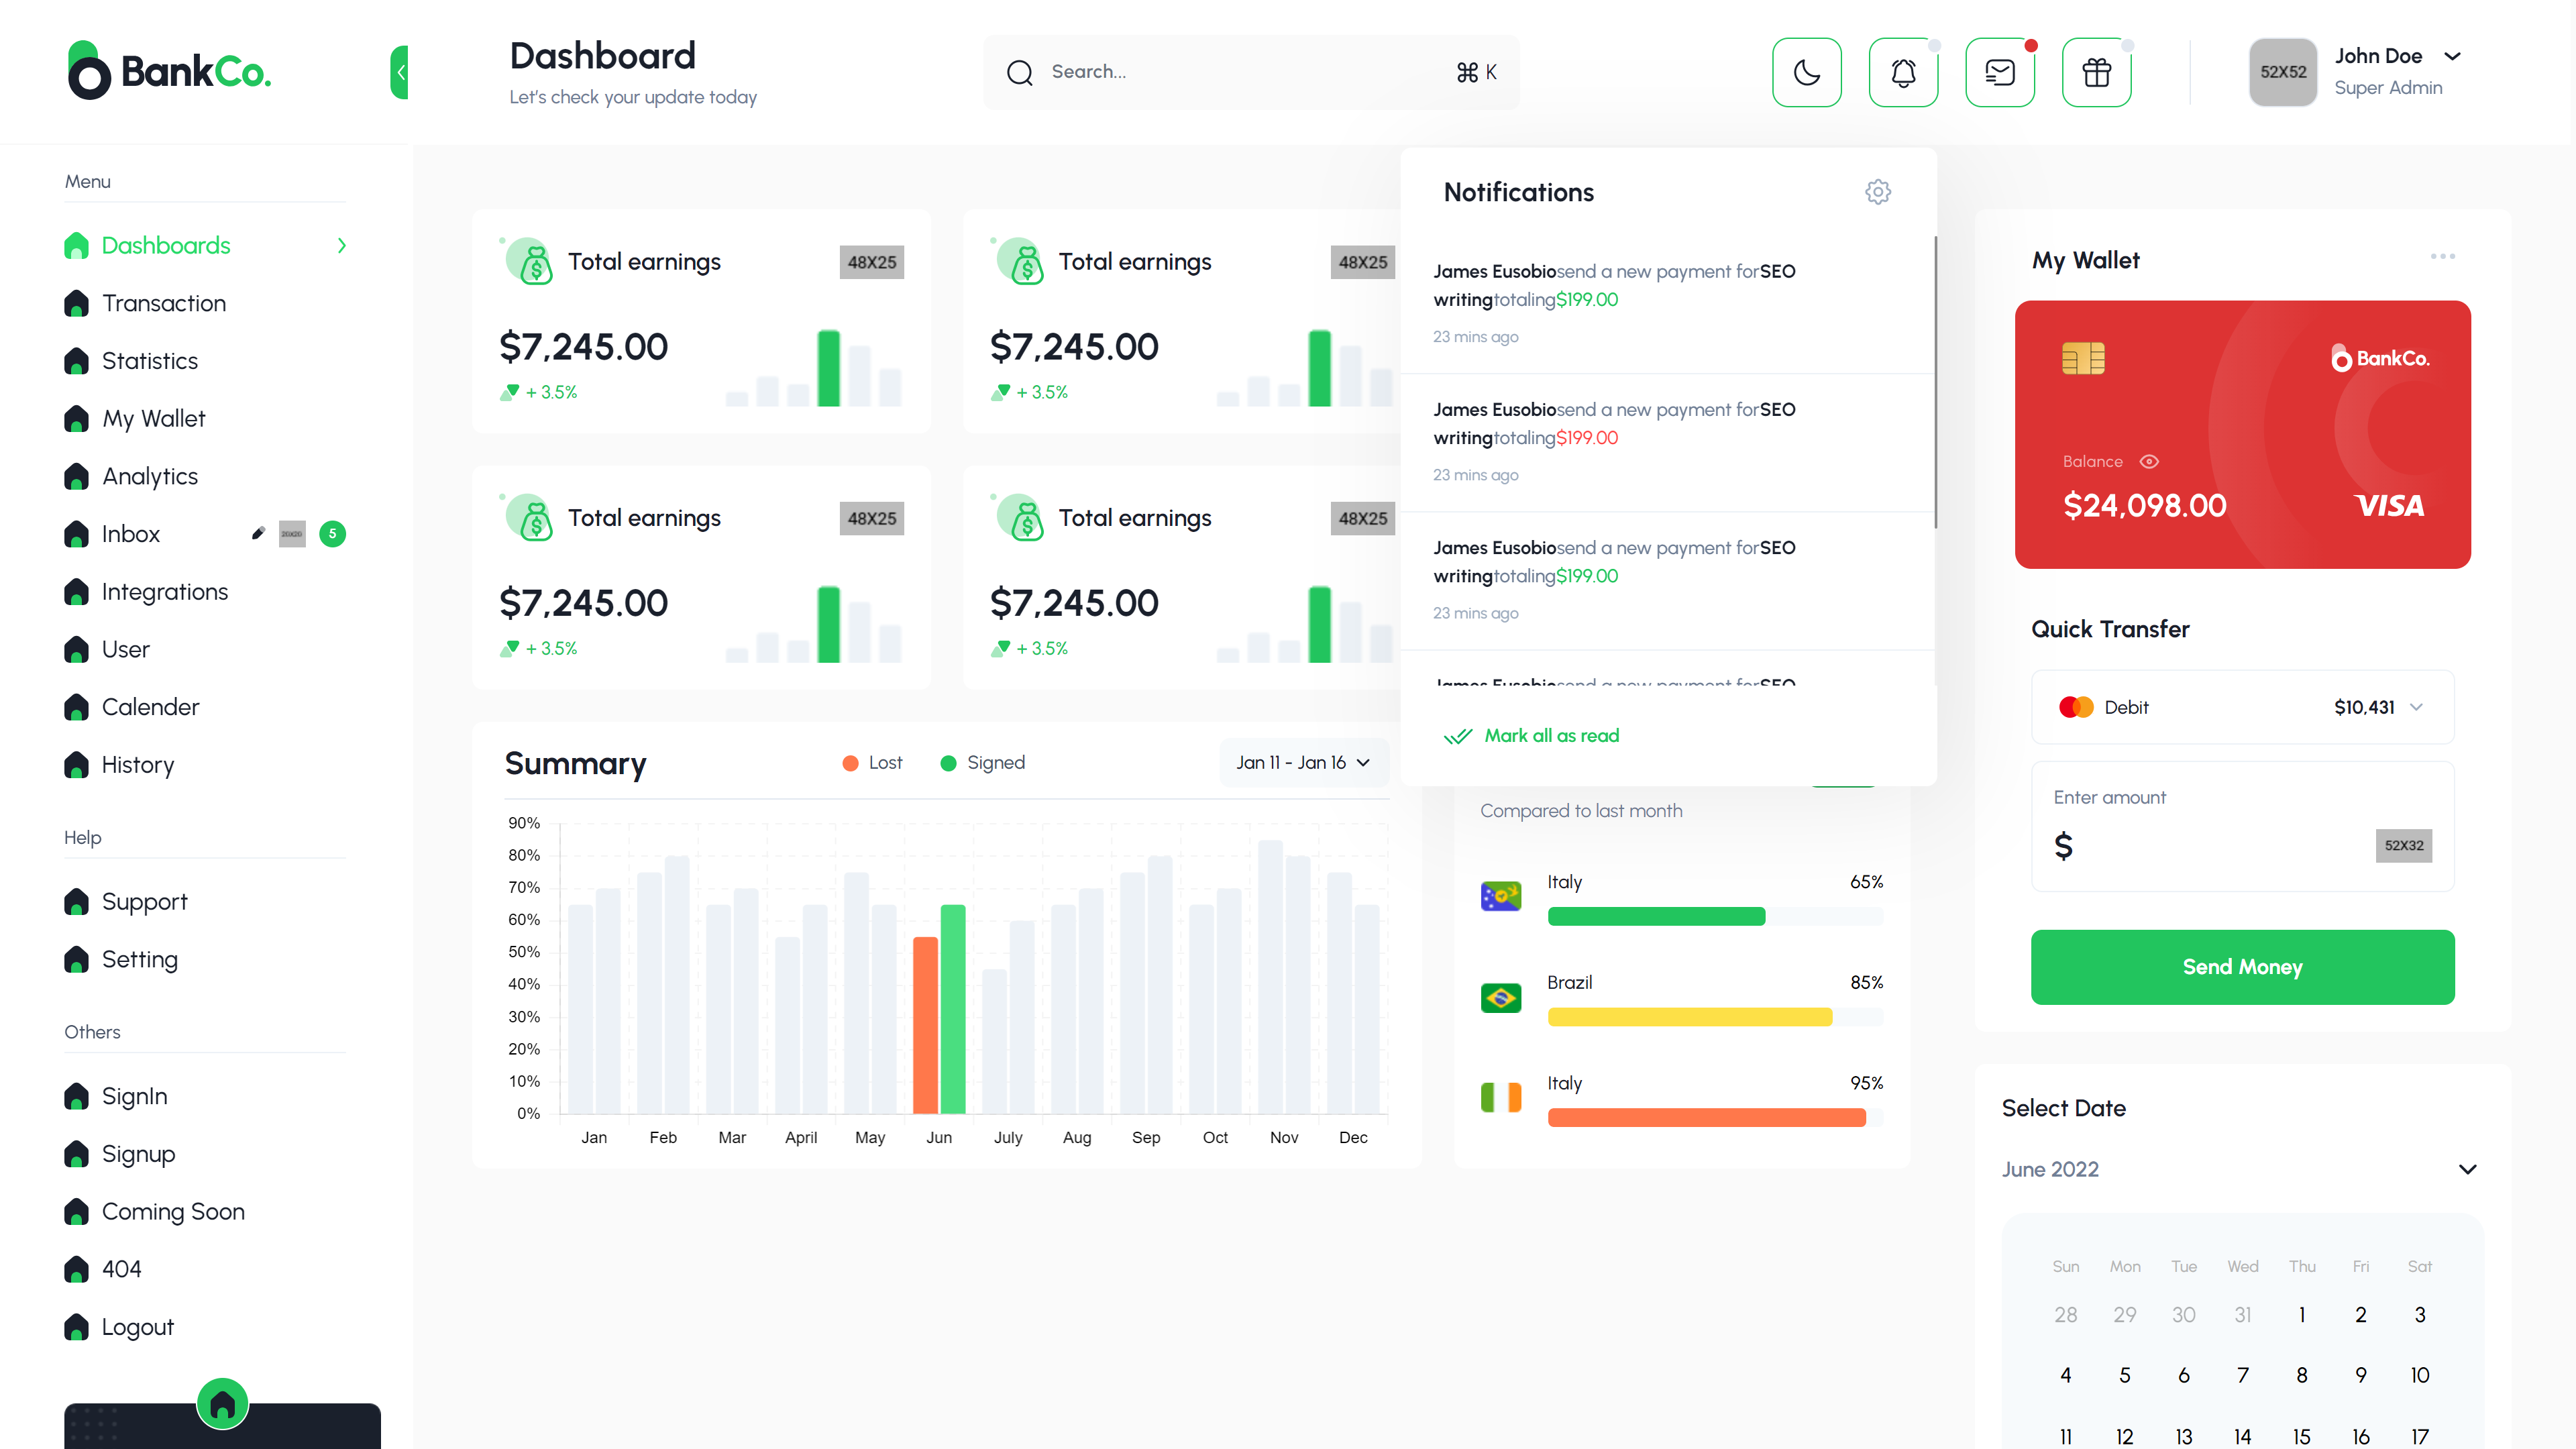 BankCo.
Dashboard
Let's check your update today
Search...
⌘ K
52X52
John Doe
Super Admin
Menu
Dashboards
Transaction
Statistics
My Wallet
Analytics
Inbox
20X20
5
Integrations
User
Calender
History
Help
Support
Setting
Others
SignIn
Signup
Coming Soon
404
Logout
Total earnings
48X25
$7,245.00
+ 3.5%
Total earnings
48X25
$7,245.00
+ 3.5%
Total earnings
48X25
$7,245.00
+ 3.5%
Total earnings
48X25
$7,245.00
+ 3.5%
Notifications
James Eusobiosend a new payment forSEO
writingtotaling$199.00
23 mins ago
James Eusobiosend a new payment forSEO
writingtotaling$199.00
23 mins ago
James Eusobiosend a new payment forSEO
writingtotaling$199.00
23 mins ago
James Eusobiosend a new payment forSEO
Mark all as read
Summary
Lost
Signed
Jan 11 - Jan 16
90%
80%
70%
60%
50%
40%
30%
20%
10%
0%
Jan Feb Mar April May Jun July Aug Sep Oct Nov Dec
Compared to last month
Italy 65%
Brazil 85%
Italy 95%
My Wallet
BankCo.
Balance
$24,098.00
VISA
Quick Transfer
Debit
$10,431
Enter amount
$
52X32
Send Money
Select Date
June 2022
Sun Mon Tue Wed Thu Fri Sat
28 29 30 31 1 2 3
4 5 6 7 8 9 10
11 12 13 14 15 16 17